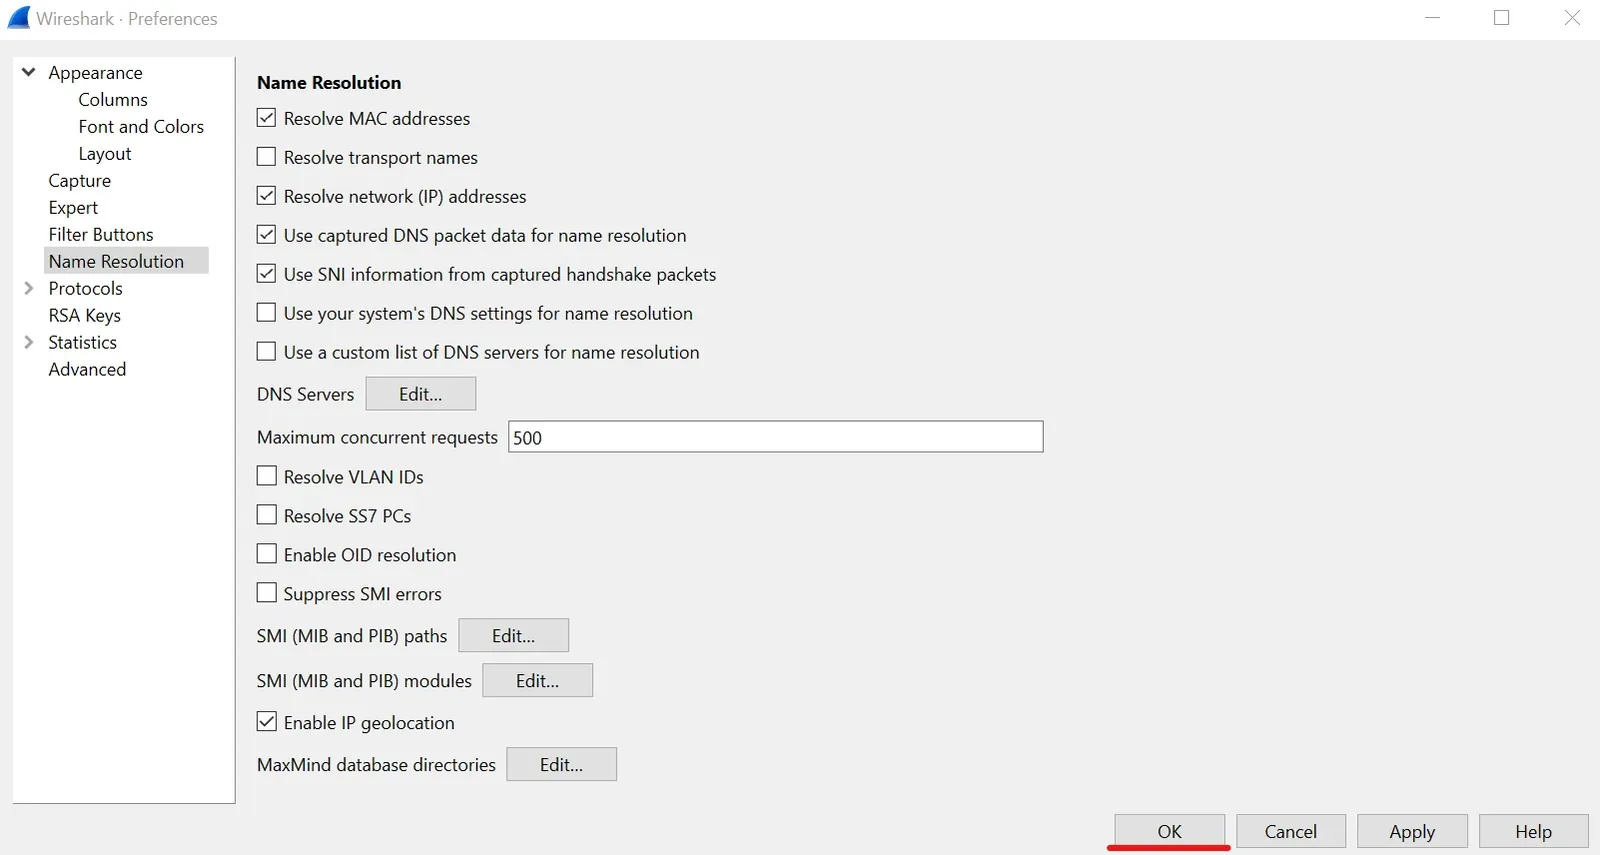 Wireshark · Preferences
Appearance
Columns
Font and Colors
Layout
Capture
Expert
Filter Buttons
Name Resolution
Protocols
RSA Keys
Statistics
Advanced
Name Resolution
Resolve MAC addresses
Resolve transport names
Resolve network (IP) addresses
Use captured DNS packet data for name resolution
Use SNI information from captured handshake packets
Use your system's DNS settings for name resolution
Use a custom list of DNS servers for name resolution
DNS Servers Edit...
Maximum concurrent requests 500
Resolve VLAN IDs
Resolve SS7 PCs
Enable OID resolution
Suppress SMI errors
SMI (MIB and PIB) paths Edit...
SMI (MIB and PIB) modules Edit...
Enable IP geolocation
MaxMind database directories Edit...
OK Cancel Apply Help